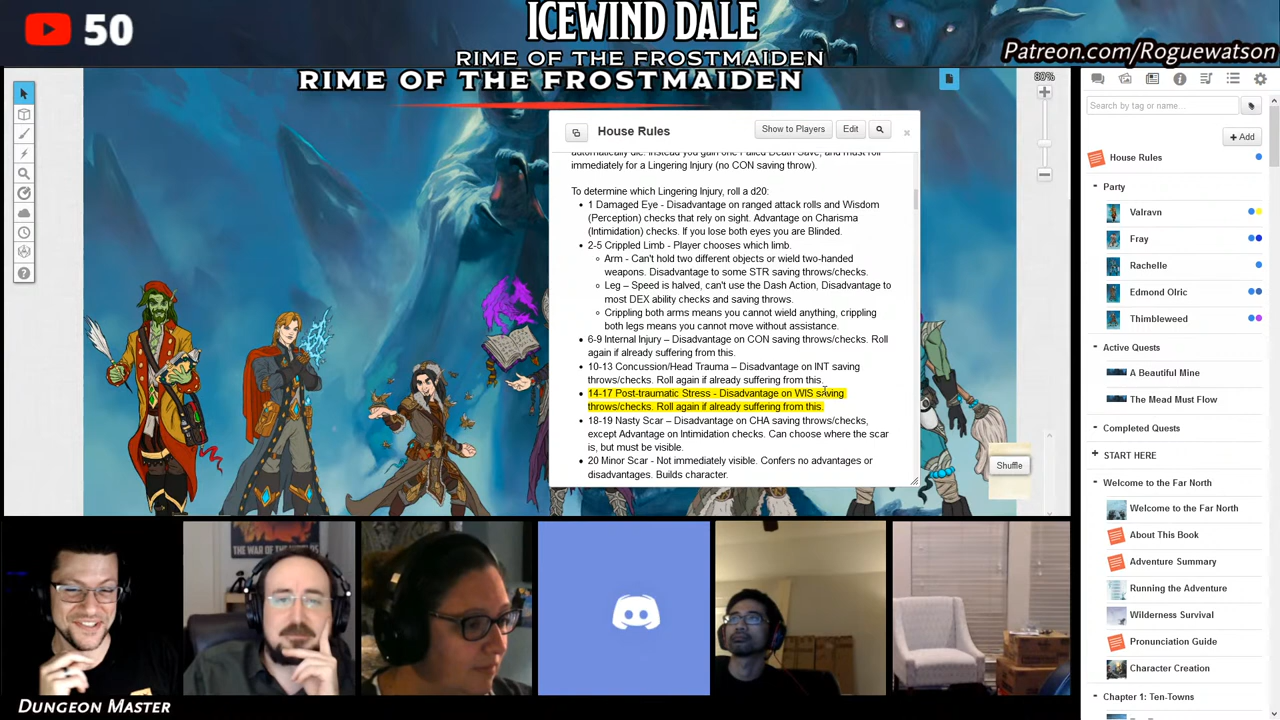 50
ICEWIND DALE
RIME OF THE FROSTMAIDEN
Patreon.com/Roguewatson
RIME OF THE FROSTMAIDEN
80%
House Rules
Show to Players
Edit
immediately for a Lingering Injury (no CON saving throw).
To determine which Lingering Injury, roll a d20:
• 1 Damaged Eye - Disadvantage on ranged attack rolls and Wisdom
(Perception) checks that rely on sight. Advantage on Charisma
(Intimidation) checks. If you lose both eyes you are Blinded.
• 2-5 Crippled Limb - Player chooses which limb.
◦ Arm - Can't hold two different objects or wield two-handed
weapons. Disadvantage to some STR saving throws/checks.
◦ Leg – Speed is halved, can't use the Dash Action, Disadvantage to
most DEX ability checks and saving throws.
◦ Crippling both arms means you cannot wield anything, crippling
both legs means you cannot move without assistance.
• 6-9 Internal Injury – Disadvantage on CON saving throws/checks. Roll
again if already suffering from this.
• 10-13 Concussion/Head Trauma – Disadvantage on INT saving
throws/checks. Roll again if already suffering from this.
• 14-17 Post-traumatic Stress - Disadvantage on WIS saving
throws/checks. Roll again if already suffering from this.
• 18-19 Nasty Scar – Disadvantage on CHA saving throws/checks,
except Advantage on Intimidation checks. Can choose where the scar
is, but must be visible.
• 20 Minor Scar - Not immediately visible. Confers no advantages or
disadvantages. Builds character.
Shuffle
Search by tag or name...
+ Add
House Rules
Party
Valravn
Fray
Rachelle
Edmond Olric
Thimbleweed
Active Quests
A Beautiful Mine
The Mead Must Flow
Completed Quests
START HERE
Welcome to the Far North
Welcome to the Far North
About This Book
Adventure Summary
Running the Adventure
Wilderness Survival
Pronunciation Guide
Character Creation
Chapter 1: Ten-Towns
THE WAR OF THE WORLDS
DUNGEON MASTER